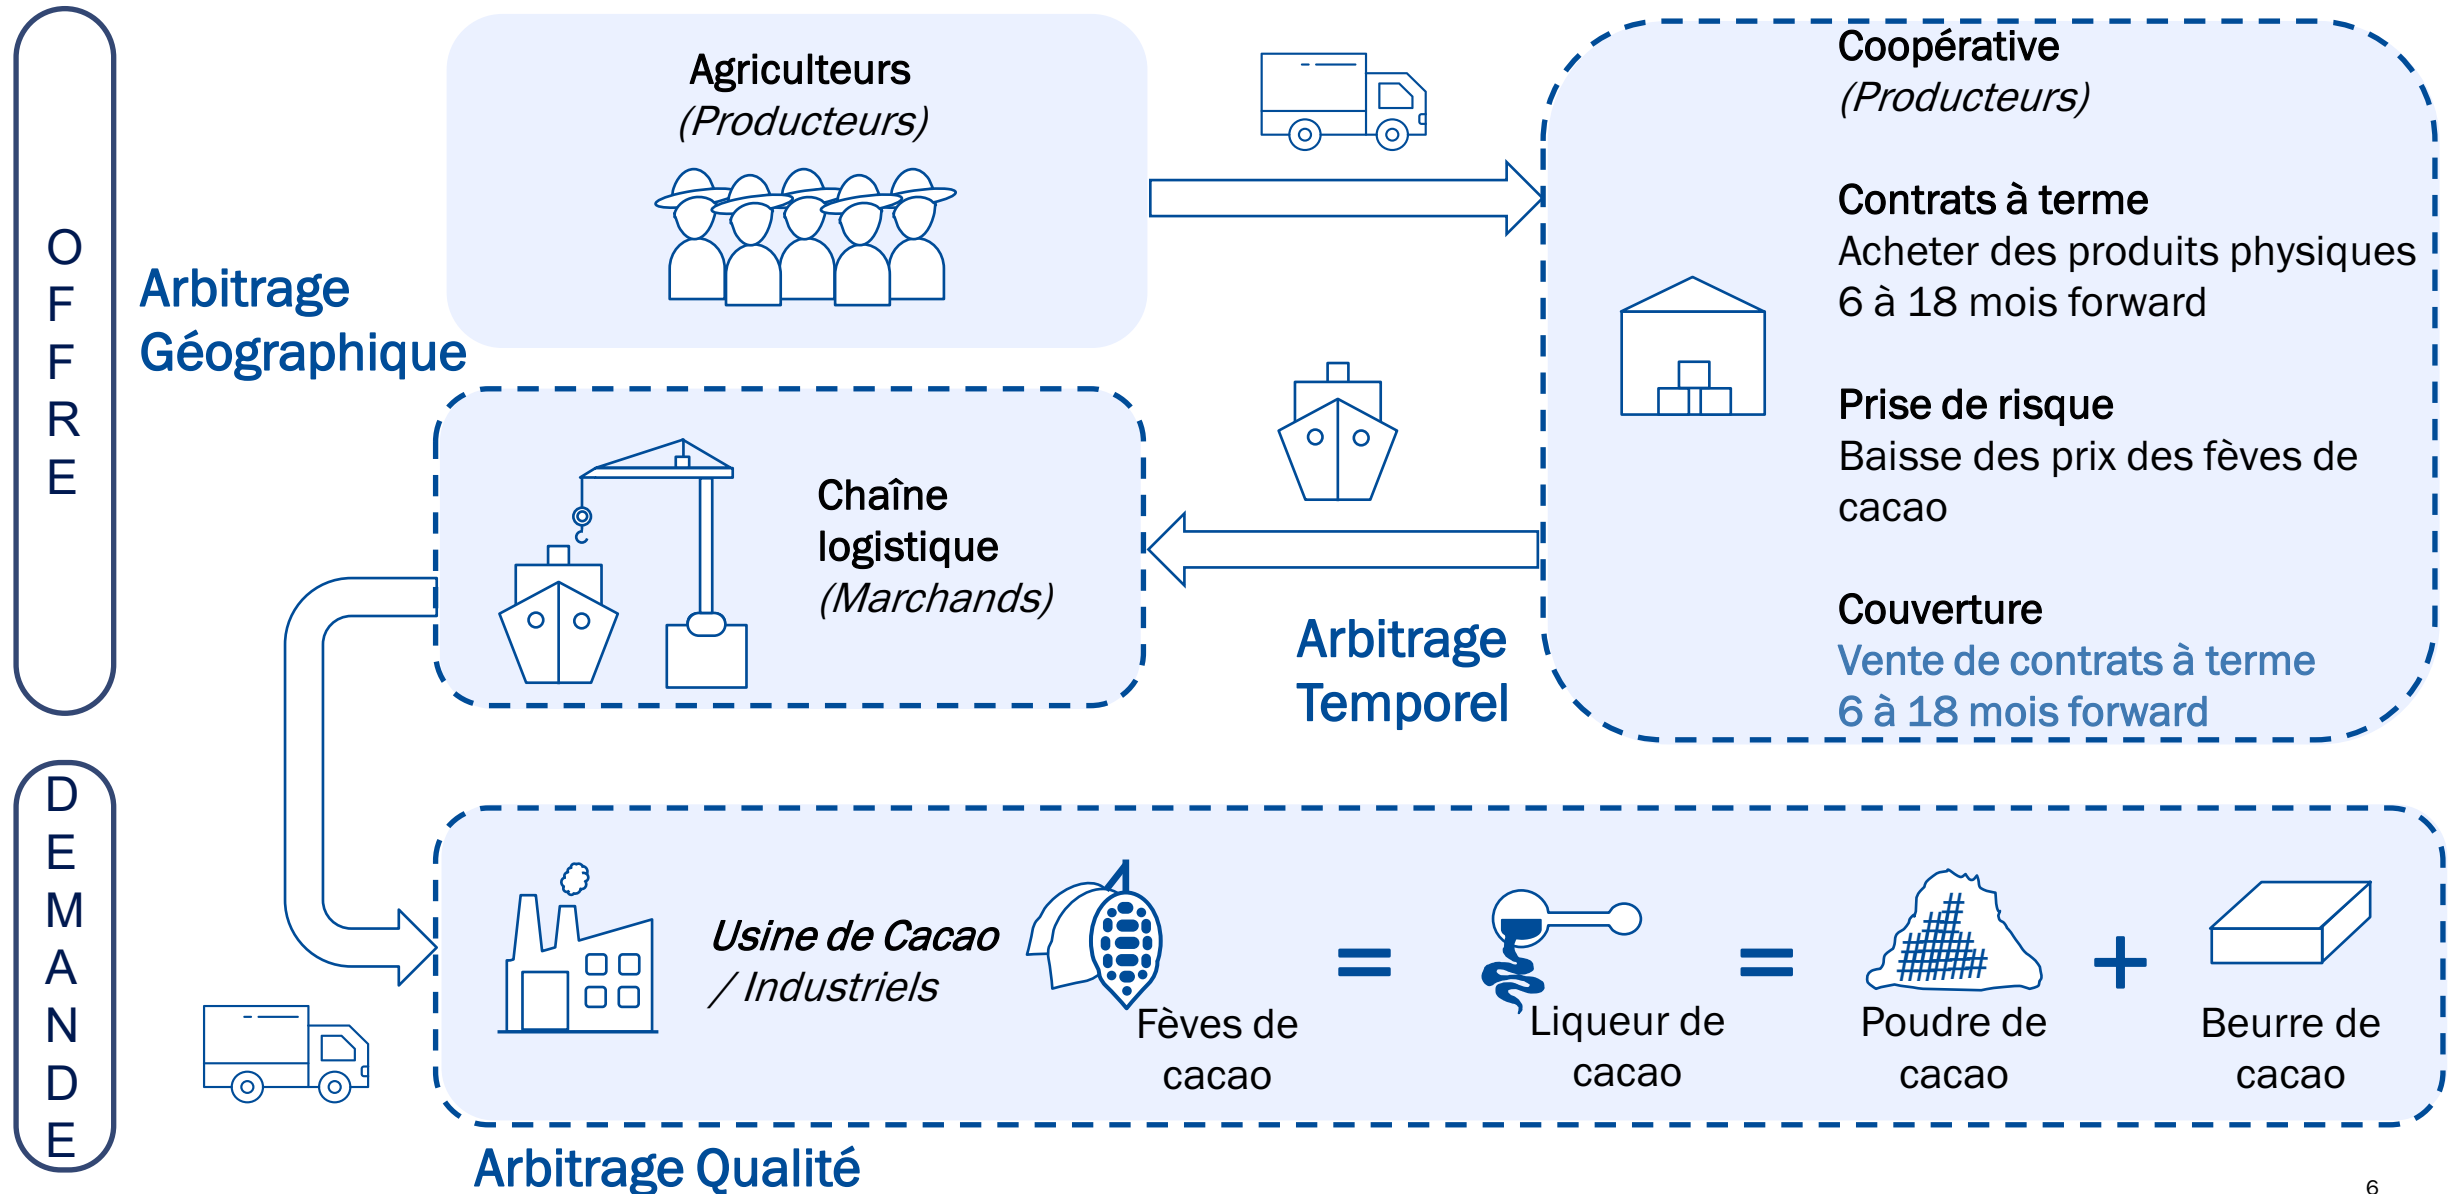 OFFRE
Arbitrage
Géographique
Agriculteurs
(Producteurs)
Coopérative
(Producteurs)
Contrats à terme
Acheter des produits physiques
6 à 18 mois forward
Prise de risque
Baisse des prix des fèves de
cacao
Couverture
Vente de contrats à terme
6 à 18 mois forward
Chaîne
logistique
(Marchands)
Arbitrage
Temporel
DEMANDE
Usine de Cacao
/ Industriels
Fèves de
cacao
=
Liqueur de
cacao
=
Poudre de
cacao
+
Beurre de
cacao
Arbitrage Qualité
6